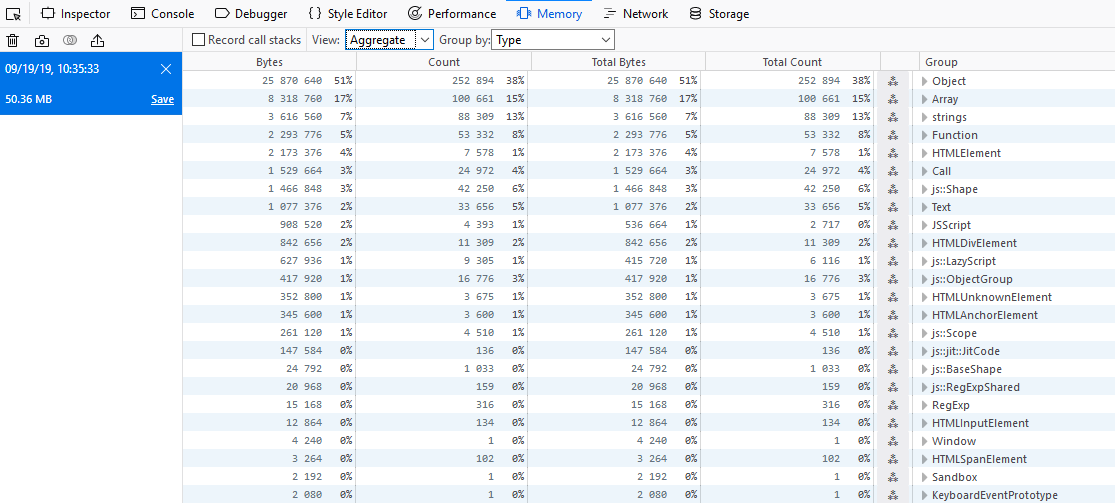 Inspector Console Debugger {} Style Editor Performance Memory Network Storage
Record call stacks View: Aggregate Group by: Type
09/19/19, 10:35:33
50.36 MB Save
Bytes Count Total Bytes Total Count Group
25 870 640 51% 252 894 38% 25 870 640 51% 252 894 38% Object
8 318 760 17% 100 661 15% 8 318 760 17% 100 661 15% Array
3 616 560 7% 88 309 13% 3 616 560 7% 88 309 13% strings
2 293 776 5% 53 332 8% 2 293 776 5% 53 332 8% Function
2 173 376 4% 7 578 1% 2 173 376 4% 7 578 1% HTMLElement
1 529 664 3% 24 972 4% 1 529 664 3% 24 972 4% Call
1 466 848 3% 42 250 6% 1 466 848 3% 42 250 6% js::Shape
1 077 376 2% 33 656 5% 1 077 376 2% 33 656 5% Text
908 520 2% 4 393 1% 536 664 1% 2 717 0% JSScript
842 656 2% 11 309 2% 842 656 2% 11 309 2% HTMLDivElement
627 936 1% 9 305 1% 415 720 1% 6 116 1% js::LazyScript
417 920 1% 16 776 3% 417 920 1% 16 776 3% js::ObjectGroup
352 800 1% 3 675 1% 352 800 1% 3 675 1% HTMLUnknownElement
345 600 1% 3 600 1% 345 600 1% 3 600 1% HTMLAnchorElement
261 120 1% 4 510 1% 261 120 1% 4 510 1% js::Scope
147 584 0% 136 0% 147 584 0% 136 0% js::jit::JitCode
24 792 0% 1 033 0% 24 792 0% 1 033 0% js::BaseShape
20 968 0% 159 0% 20 968 0% 159 0% js::RegExpShared
15 168 0% 316 0% 15 168 0% 316 0% RegExp
12 864 0% 134 0% 12 864 0% 134 0% HTMLInputElement
4 240 0% 1 0% 4 240 0% 1 0% Window
3 264 0% 102 0% 3 264 0% 102 0% HTMLSpanElement
2 192 0% 1 0% 2 192 0% 1 0% Sandbox
2 080 0% 1 0% 2 080 0% 1 0% KeyboardEventPrototype